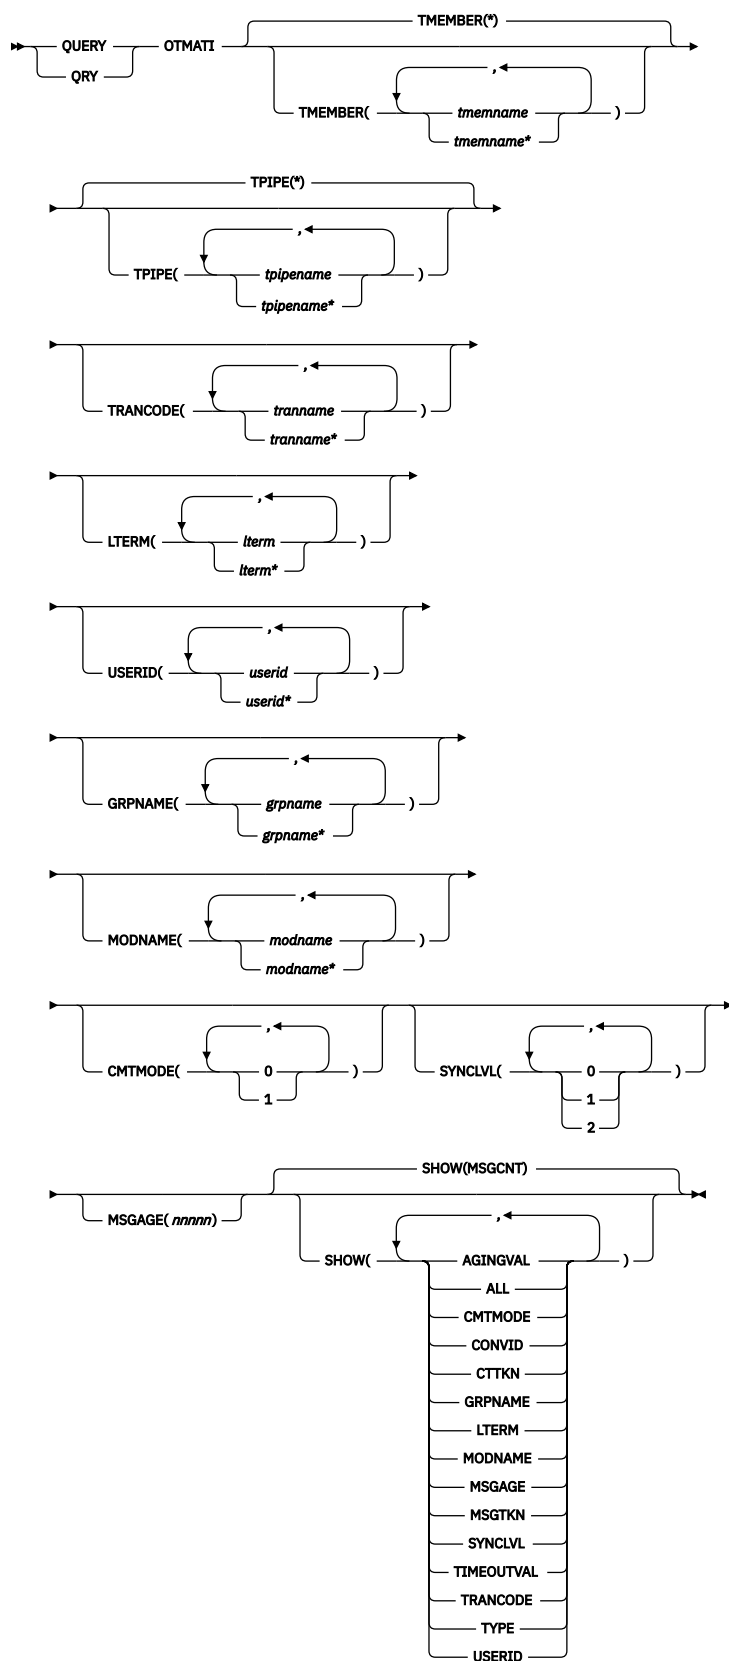 TMEMBER(*)
QUERY OTMATI
QRY
,
TMEMBER( tmemname )
tmemname*
TPIPE(*)
,
TPIPE( tpipename )
tpipename*
,
TRANCODE( tranname )
tranname*
,
LTERM( lterm )
lterm*
,
USERID( userid )
userid*
,
GRPNAME( grpname )
grpname*
,
MODNAME( modname )
modname*
, ,
CMTMODE( 0 ) SYNCLVL( 0 )
1 1
2
SHOW(MSGCNT)
MSGAGE( nnnnn)
,
SHOW( AGINGVAL )
ALL
CMTMODE
CONVID
CTTKN
GRPNAME
LTERM
MODNAME
MSGAGE
MSGTKN
SYNCLVL
TIMEOUTVAL
TRANCODE
TYPE
USERID